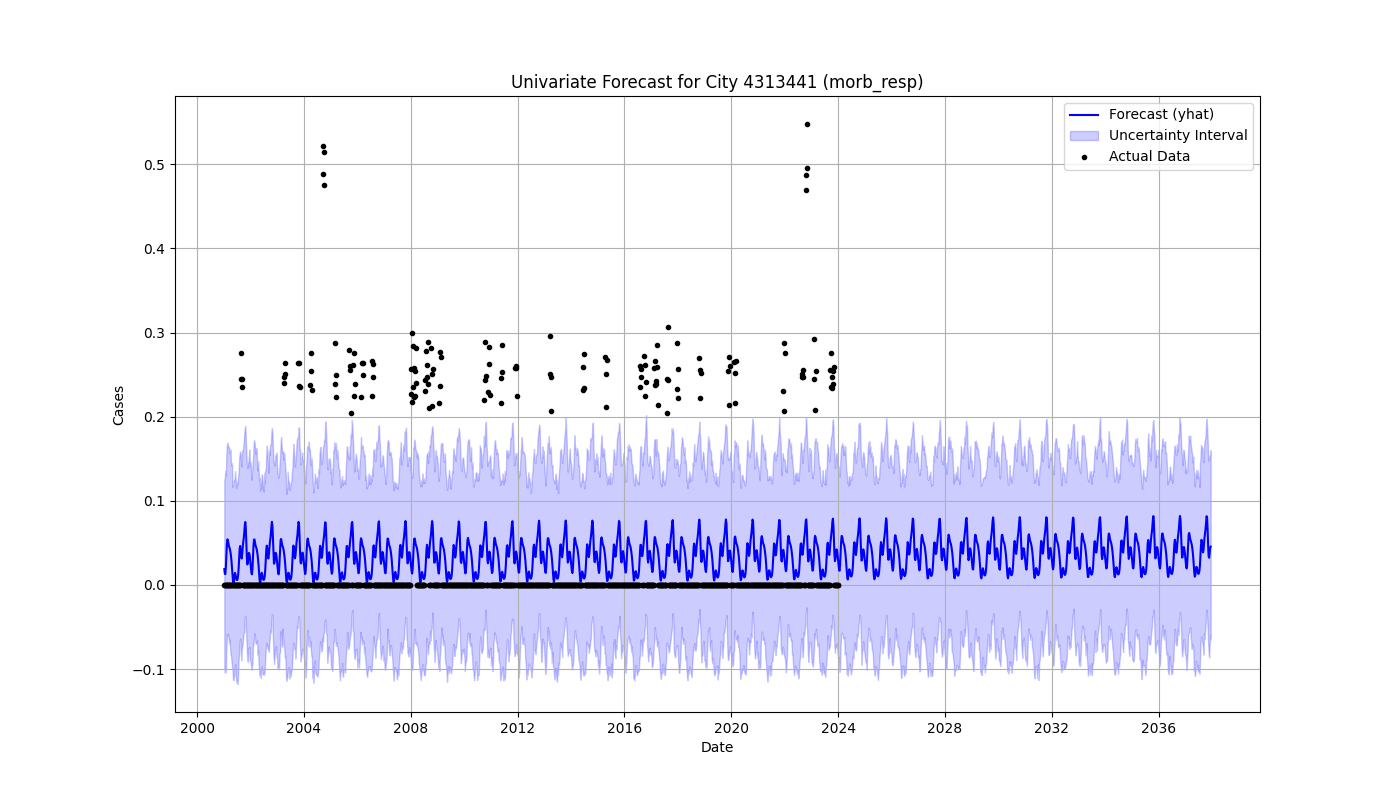 Univariate Forecast for City 4313441 (morb_resp)
Forecast (yhat)
Uncertainty Interval
Actual Data
Cases
0.5
0.4
0.3
0.2
0.1
0.0
−0.1
2000 2004 2008 2012 2016 2020 2024 2028 2032 2036
Date